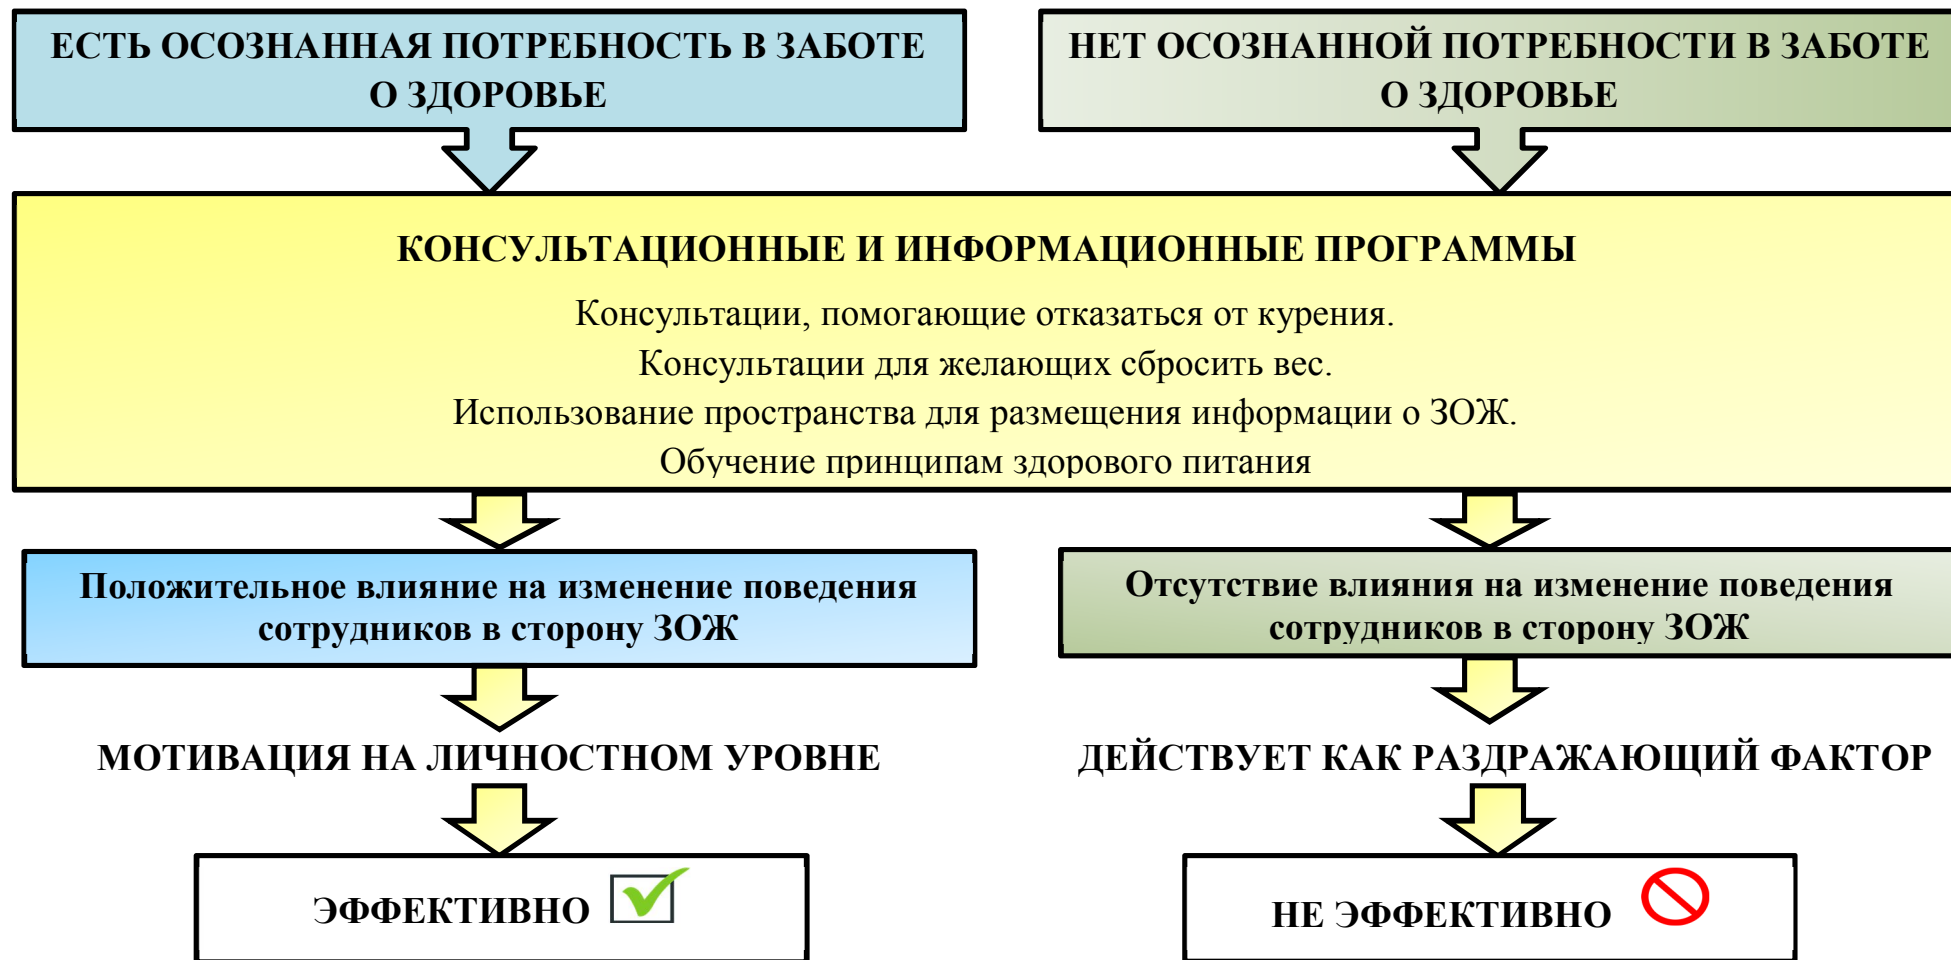 ЕСТЬ ОСОЗНАННАЯ ПОТРЕБНОСТЬ В ЗАБОТЕ
О ЗДОРОВЬЕ
НЕТ ОСОЗНАННОЙ ПОТРЕБНОСТИ В ЗАБОТЕ
О ЗДОРОВЬЕ
КОНСУЛЬТАЦИОННЫЕ И ИНФОРМАЦИОННЫЕ ПРОГРАММЫ
Консультации, помогающие отказаться от курения.
Консультации для желающих сбросить вес.
Использование пространства для размещения информации о ЗОЖ.
Обучение принципам здорового питания
Положительное влияние на изменение поведения
сотрудников в сторону ЗОЖ
Отсутствие влияния на изменение поведения
сотрудников в сторону ЗОЖ
МОТИВАЦИЯ НА ЛИЧНОСТНОМ УРОВНЕ
ДЕЙСТВУЕТ КАК РАЗДРАЖАЮЩИЙ ФАКТОР
ЭФФЕКТИВНО
НЕ ЭФФЕКТИВНО